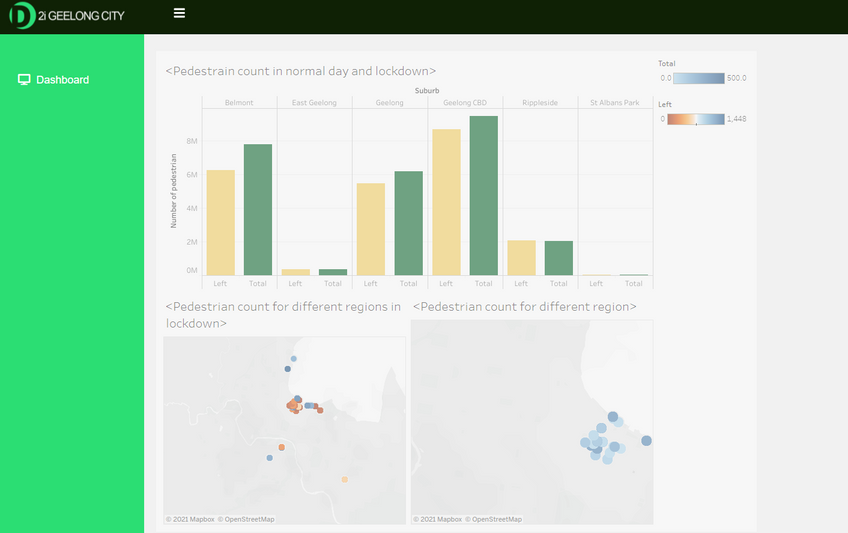 2i GEELONG CITY
Dashboard
<Pedestrain count in normal day and lockdown>
Total
0.0 500.0
Left
0 1,448
Suburb
Belmont East Geelong Geelong Geelong CBD Rippleside St Albans Park
Number of pedestrian
8M
6M
4M
2M
0M
Left Total Left Total Left Total Left Total Left Total Left Total
<Pedestrian count for different regions in
lockdown>
<Pedestrian count for different region>
© 2021 Mapbox © OpenStreetMap
© 2021 Mapbox © OpenStreetMap